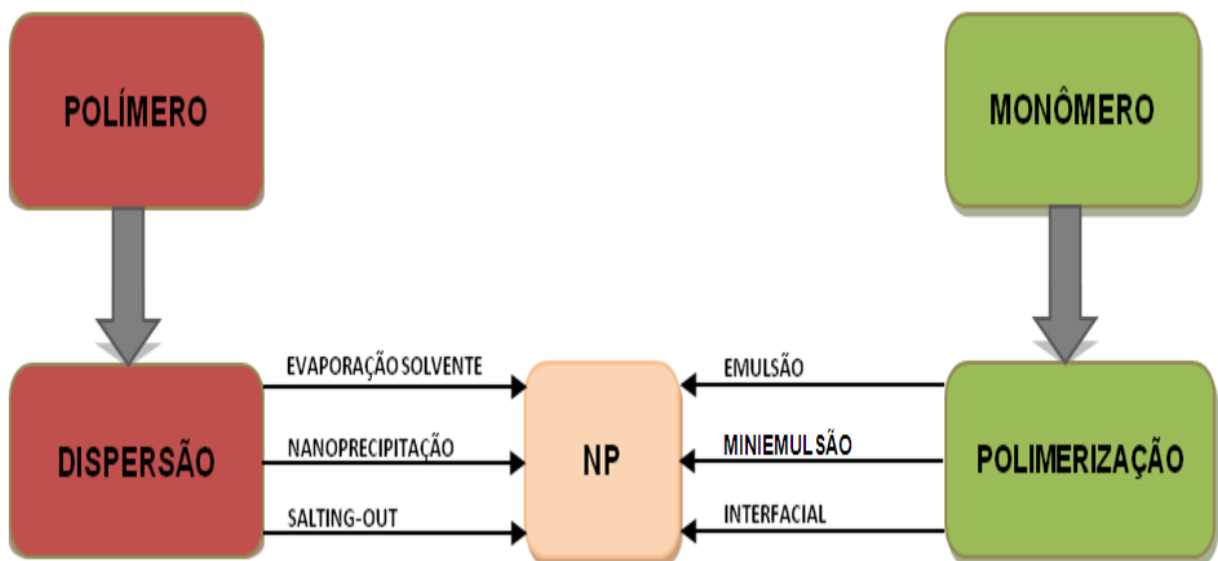 POLÍMERO
MONÔMERO
DISPERSÃO
EVAPORAÇÃO SOLVENTE
NANOPRECIPITAÇÃO
SALTING-OUT
NP
EMULSÃO
MINIEMULSÃO
INTERFACIAL
POLIMERIZAÇÃO